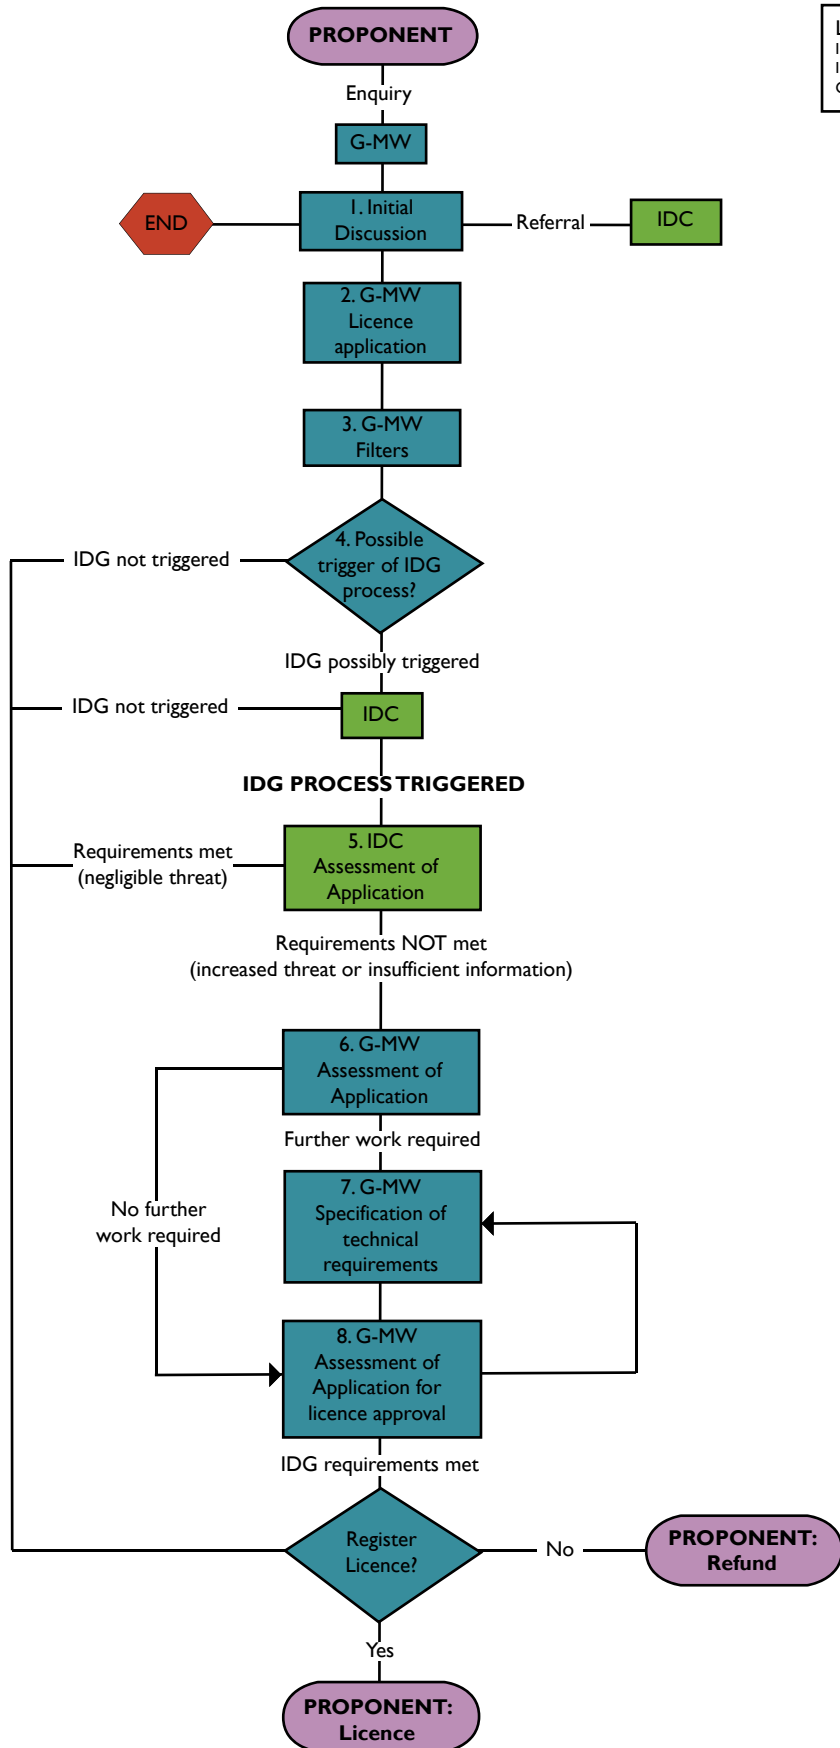 PROPONENT
Enquiry
G-MW
END
1. Initial
Discussion
Referral
IDC
2. G-MW
Licence
application
3. G-MW
Filters
IDG not triggered
4. Possible
trigger of IDG
process?
IDG possibly triggered
IDG not triggered
IDC
IDG PROCESS TRIGGERED
Requirements met
(negligible threat)
5. IDC
Assessment of
Application
Requirements NOT met
(increased threat or insufficient information)
6. G-MW
Assessment of
Application
Further work required
No further
work required
7. G-MW
Specification of
technical
requirements
8. G-MW
Assessment of
Application for
licence approval
IDG requirements met
Register
Licence?
No
PROPONENT:
Refund
Yes
PROPONENT:
Licence